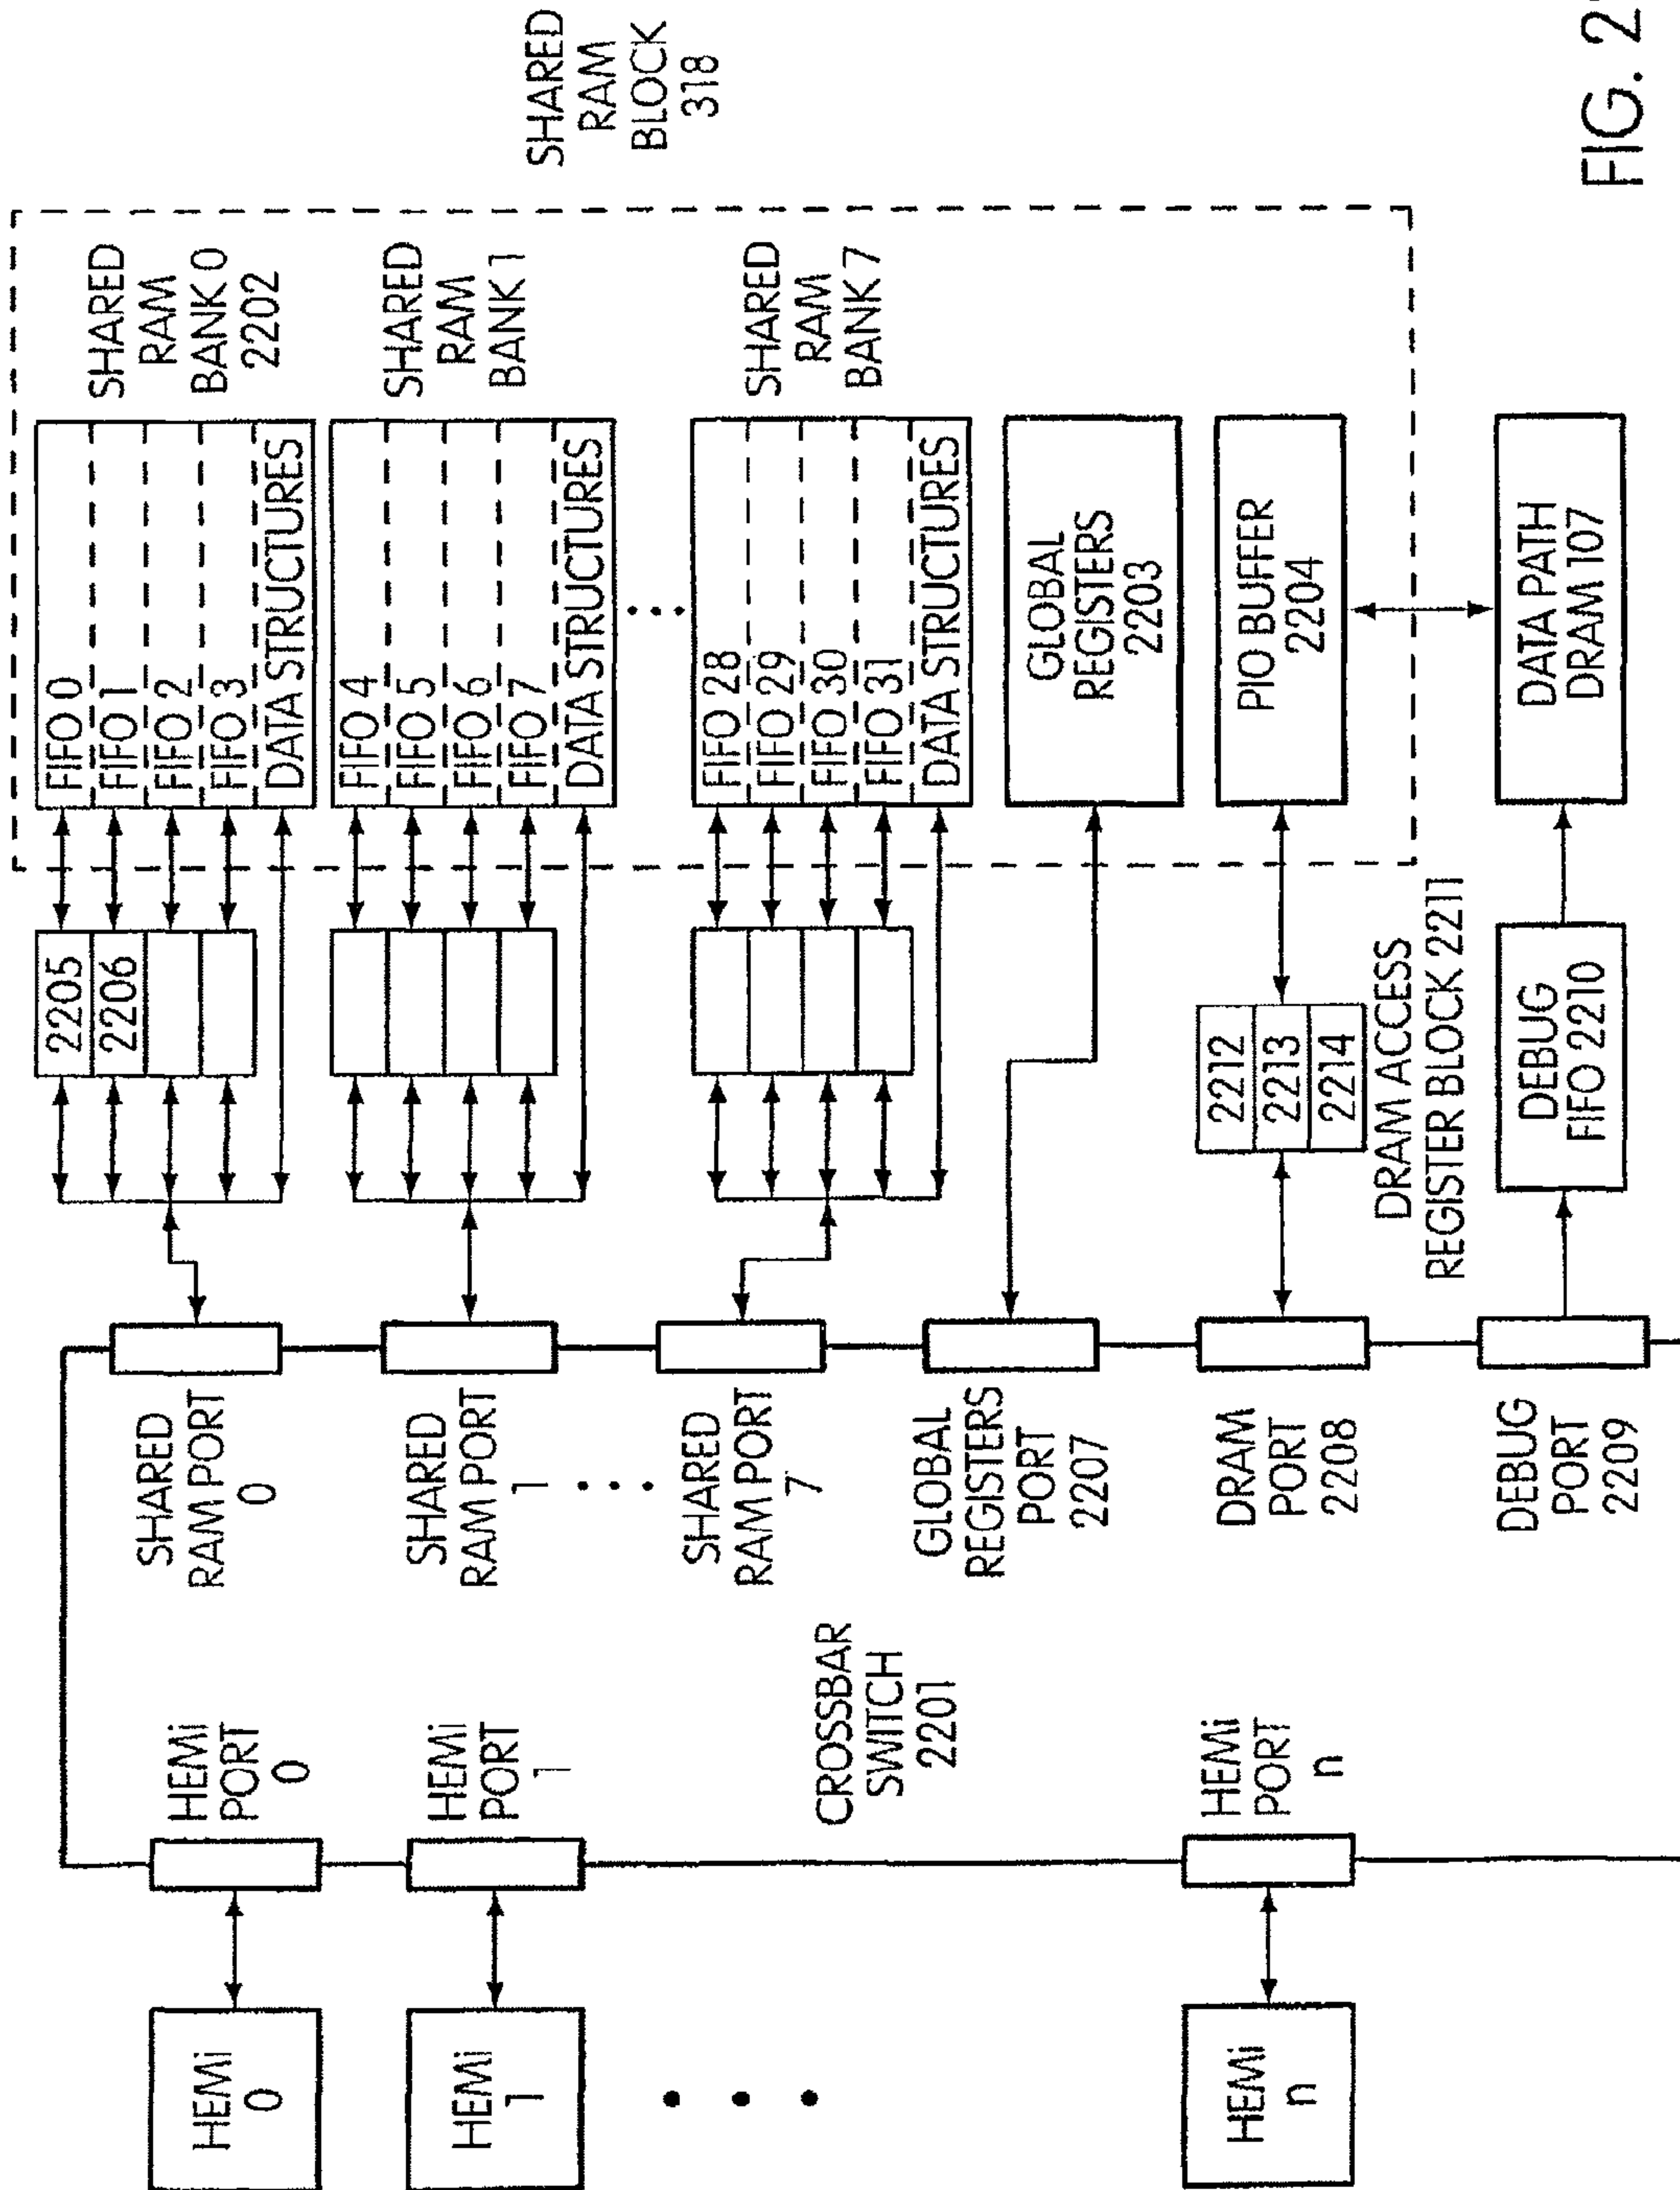 SHARED
RAM
BLOCK
318
SHARED
RAM
BANK 0
2202
SHARED
RAM
BANK 1
SHARED
RAM
BANK 7
FIFO 0
FIFO 1
FIFO 2
FIFO 3
DATA STRUCTURES
FIFO 4
FIFO 5
FIFO 6
FIFO 7
DATA STRUCTURES
FIFO 28
FIFO 29
FIFO 30
FIFO 31
DATA STRUCTURES
GLOBAL
REGISTERS
2203
PIO BUFFER
2204
DATA PATH
DRAM 107
2205
2206
2212
2213
2214
DRAM ACCESS
REGISTER BLOCK 2211
DEBUG
FIFO 2210
SHARED
RAM PORT
0
SHARED
RAM PORT
1
SHARED
RAM PORT
7
GLOBAL
REGISTERS
PORT
2207
DRAM
PORT
2208
DEBUG
PORT
2209
CROSSBAR
SWITCH
2201
HEMi
PORT
0
HEMi
PORT
1
HEMi
PORT
n
HEMi
0
HEMi
1
HEMi
n
FIG. 2